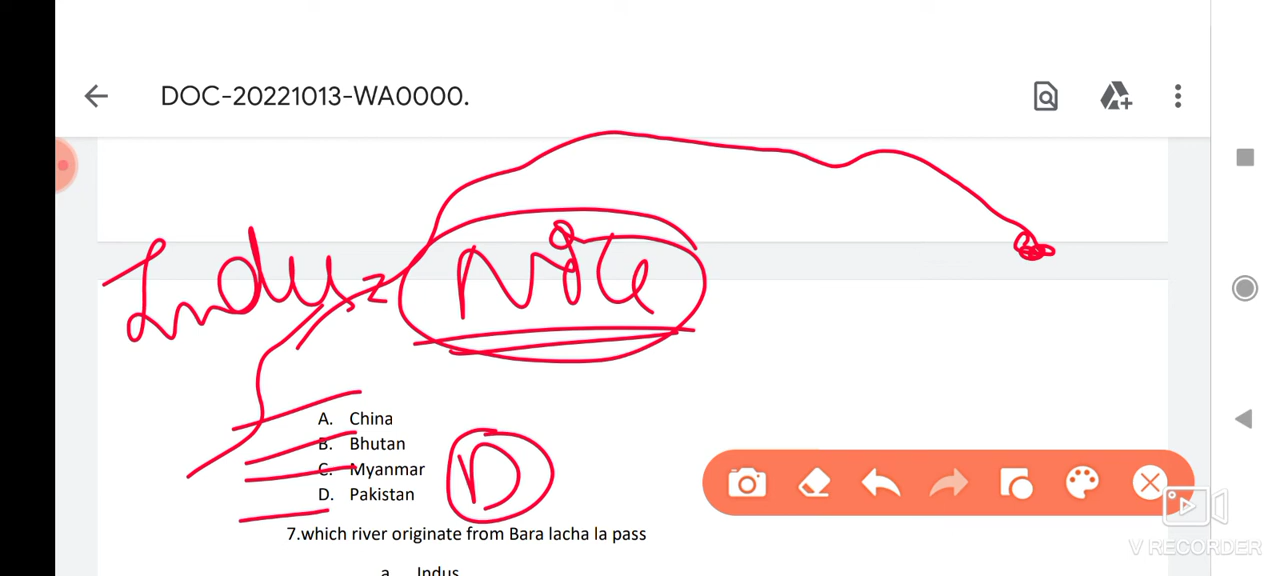 DOC-20221013-WA0000.
Indus =
A. China
B. Bhutan
C. Myanmar
D. Pakistan
D
7.which river originate from Bara lacha la pass
a. Indus
V RECORDER